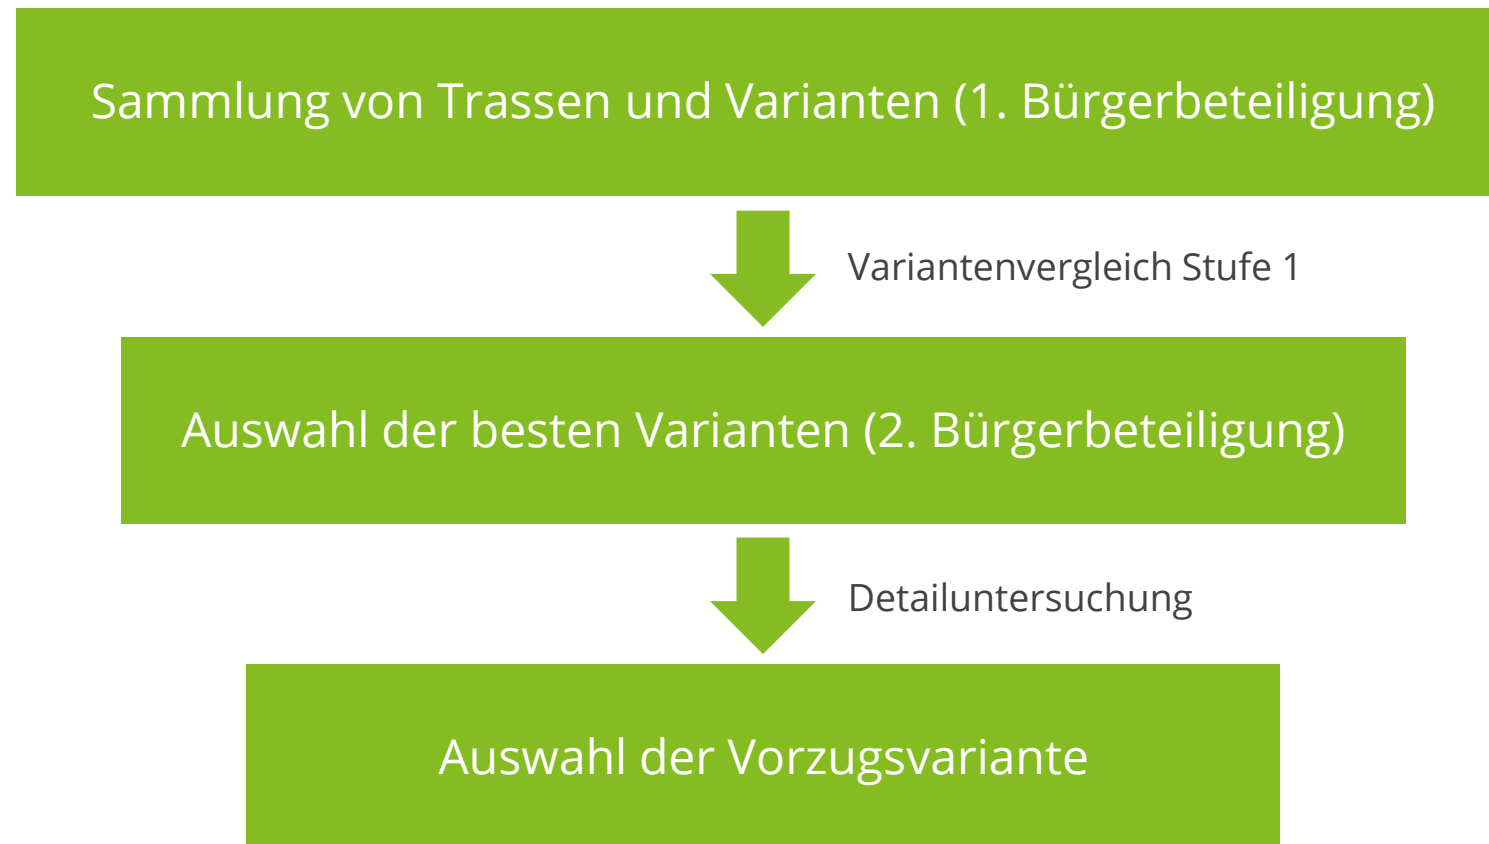 Sammlung von Trassen und Varianten (1. Bürgerbeteiligung)
Variantenvergleich Stufe 1
Auswahl der besten Varianten (2. Bürgerbeteiligung)
Detailuntersuchung
Auswahl der Vorzugsvariante